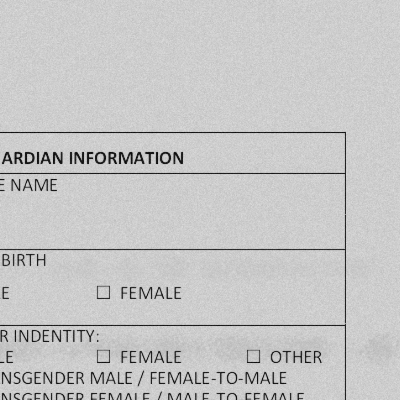 ARDIAN INFORMATION
E NAME
BIRTH
E ☐ FEMALE
R INDENTITY:
LE ☐ FEMALE ☐ OTHER
NSGENDER MALE / FEMALE-TO-MALE
NSGENDER FEMALE / MALE-TO-FEMALE